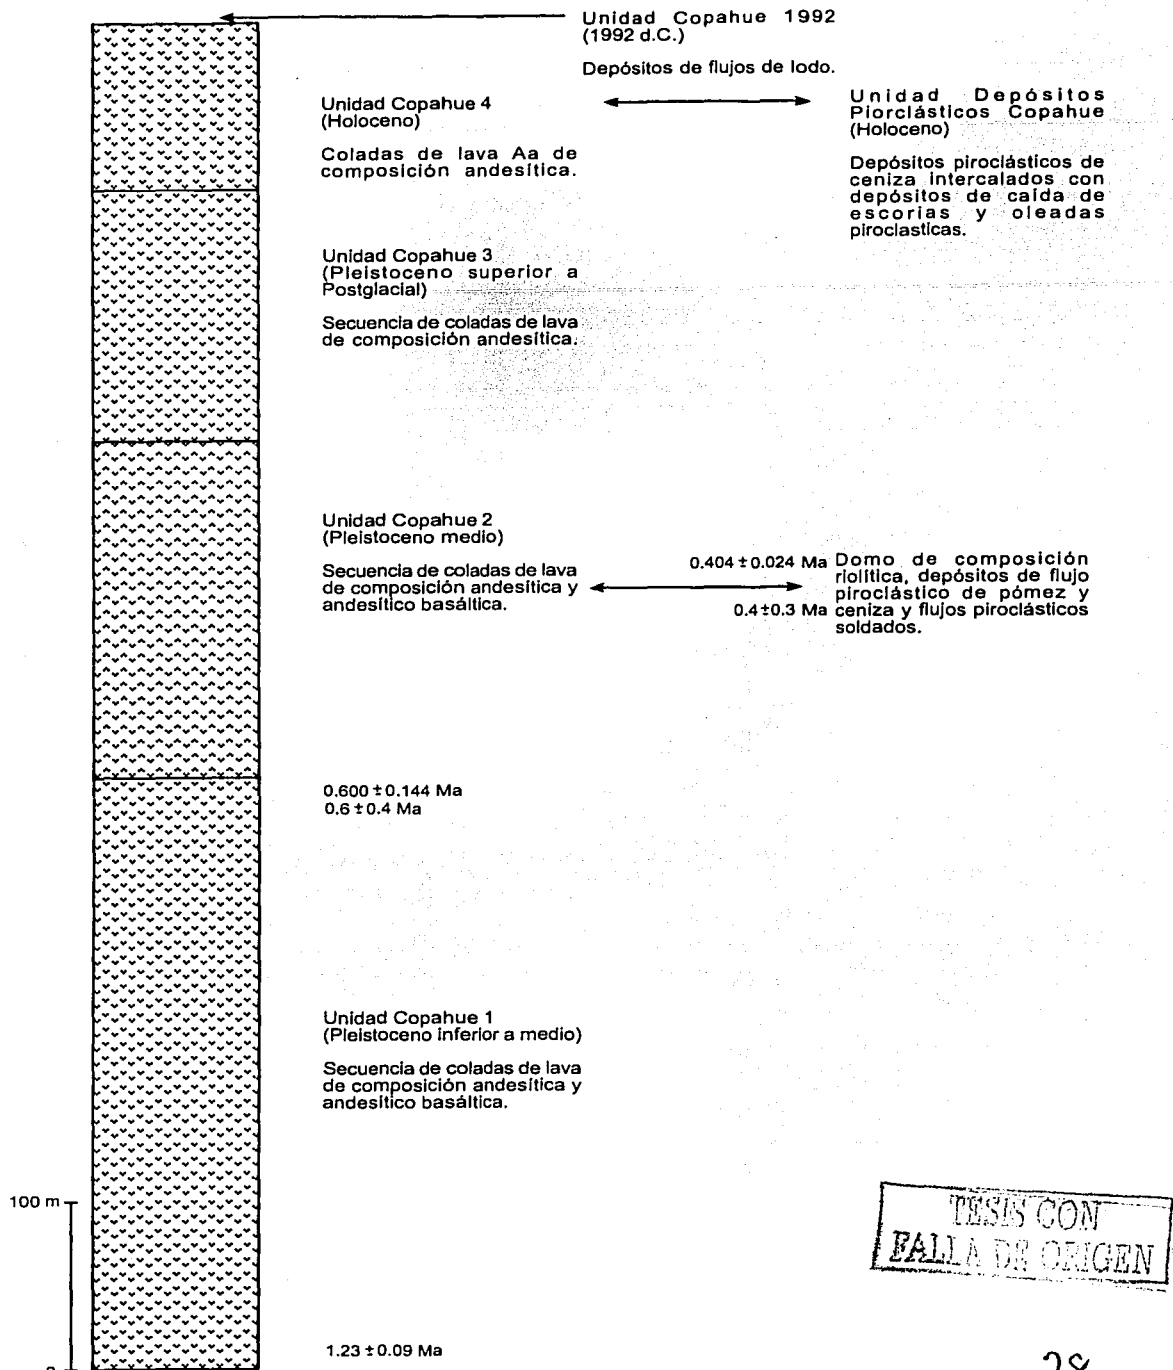 Unidad Copahue 1992
(1992 d.C.)
Depósitos de flujos de lodo.
Unidad Copahue 4
(Holoceno)
Coladas de lava Aa de
composición andesítica.
Unidad Depósitos
Piorclásticos Copahue
(Holoceno)
Depósitos piroclásticos de
ceniza intercalados con
depósitos de caída de
escorias y oleadas
piroclasticas.
Unidad Copahue 3
(Pleistoceno superior a
Postglacial)
Secuencia de coladas de lava
de composición andesítica.
Unidad Copahue 2
(Pleistoceno medio)
Secuencia de coladas de lava
de composición andesítica y
andesítico basáltica.
0.404 ± 0.024 Ma
0.4 ± 0.3 Ma
Domo de composición
riolítica, depósitos de flujo
piroclástico de pómez y
ceniza y flujos piroclásticos
soldados.
0.600 ± 0.144 Ma
0.6 ± 0.4 Ma
Unidad Copahue 1
(Pleistoceno inferior a medio)
Secuencia de coladas de lava
de composición andesítica y
andesítico basáltica.
100 m
TESIS CON
FALLA DE ORIGEN
1.23 ± 0.09 Ma